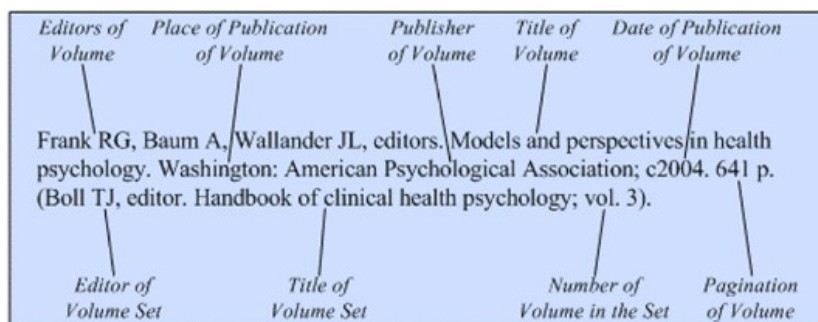 Editors of Place of Publication Publisher Title of Date of Publication
Volume of Volume of Volume Volume of Volume
Frank RG, Baum A, Wallander JL, editors. Models and perspectives in health
psychology. Washington: American Psychological Association; c2004. 641 p.
(Boll TJ, editor. Handbook of clinical health psychology; vol. 3).
Editor of Title of Number of Pagination
Volume Set Volume Set Volume in the Set of Volume